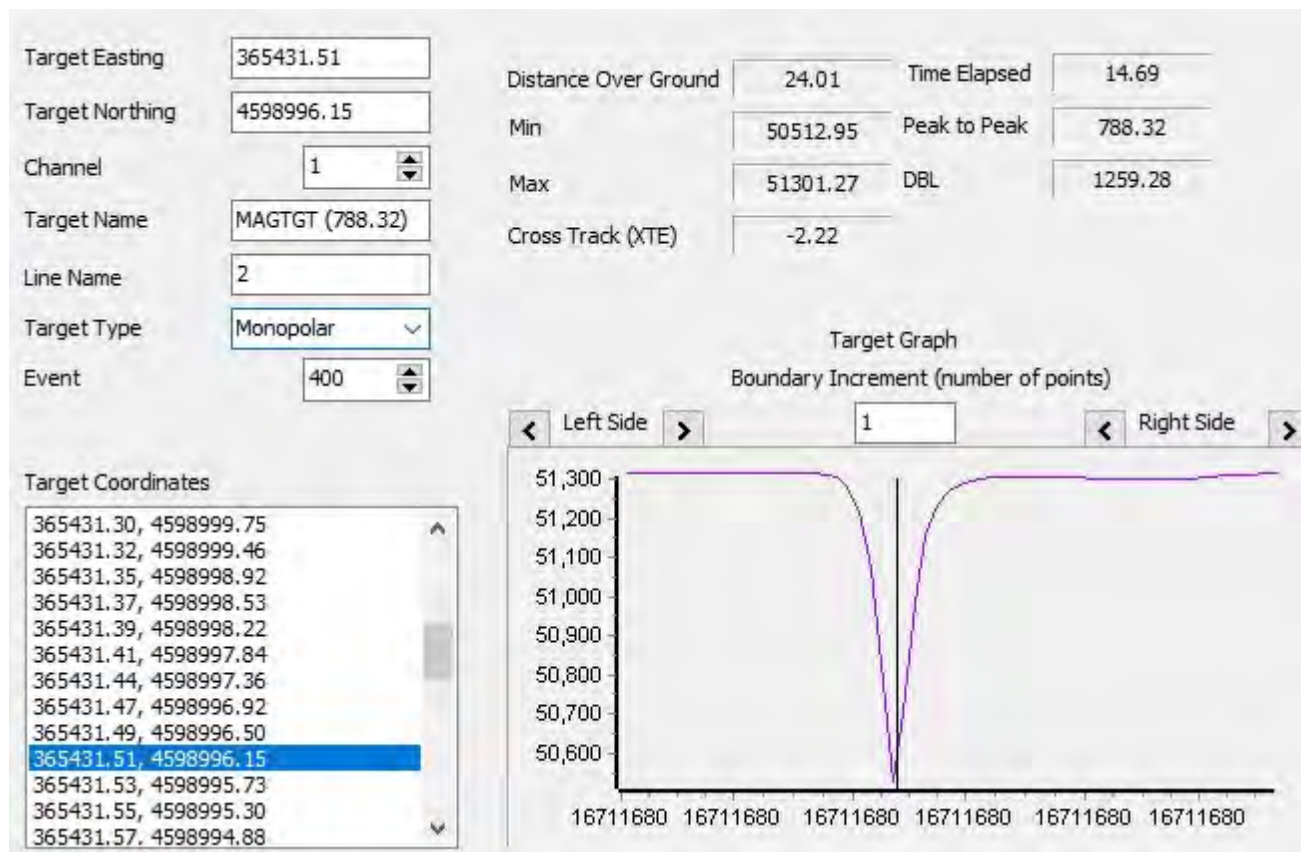 Target Easting 365431.51
Target Northing 4598996.15
Channel 1
Target Name MAGTGT (788.32)
Line Name 2
Target Type Monopolar
Event 400
Distance Over Ground 24.01 Time Elapsed 14.69
Min 50512.95 Peak to Peak 788.32
Max 51301.27 DBL 1259.28
Cross Track (XTE) -2.22
Target Coordinates
365431.30, 4598999.75
365431.32, 4598999.46
365431.35, 4598998.92
365431.37, 4598998.53
365431.39, 4598998.22
365431.41, 4598997.84
365431.44, 4598997.36
365431.47, 4598996.92
365431.49, 4598996.50
365431.51, 4598996.15
365431.53, 4598995.73
365431.55, 4598995.30
365431.57, 4598994.88
Target Graph
Boundary Increment (number of points)
< Left Side > 1 < Right Side >
51,300
51,200
51,100
51,000
50,900
50,800
50,700
50,600
16711680 16711680 16711680 16711680 16711680 16711680